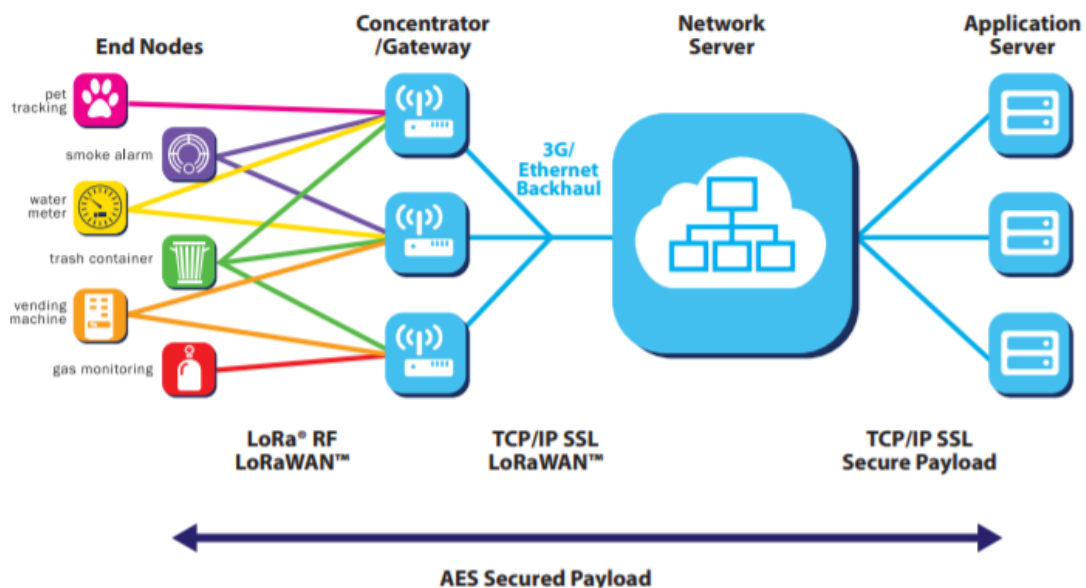 End Nodes
Concentrator
/Gateway
Network
Server
Application
Server
pet
tracking
smoke alarm
water
meter
trash container
vending
machine
gas monitoring
3G/
Ethernet
Backhaul
LoRa® RF
LoRaWAN™
TCP/IP SSL
LoRaWAN™
TCP/IP SSL
Secure Payload
AES Secured Payload